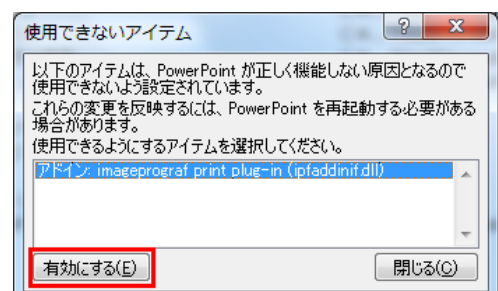 使用できないアイテム
以下のアイテムは、PowerPoint が正しく機能しない原因となるので
使用できないよう設定されています。
これらの変更を反映するには、PowerPoint を再起動する必要がある
場合があります。
使用できるようにするアイテムを選択してください。
アドイン: imageprograf print plug-in (ipfaddinif.dll)
有効にする(E) 閉じる(C)